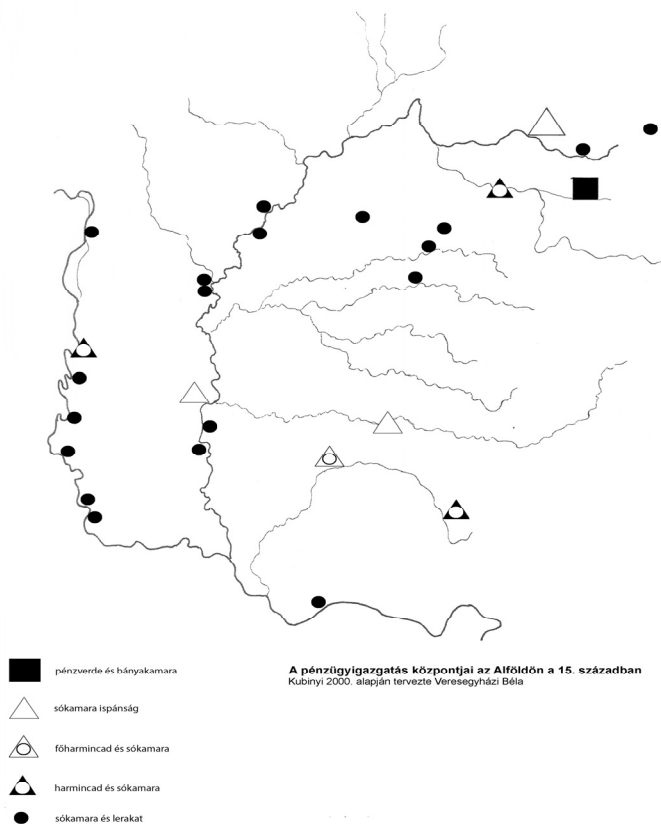 A pénzügyigazgatás központjai az Alföldön a 15. században
Kubinyi 2000. alapján tervezte Veresegyházi Béla
pénzverde és bányakamara
sókamara ispánság
főharmincad és sókamara
harmincad és sókamara
sókamara és lerakat